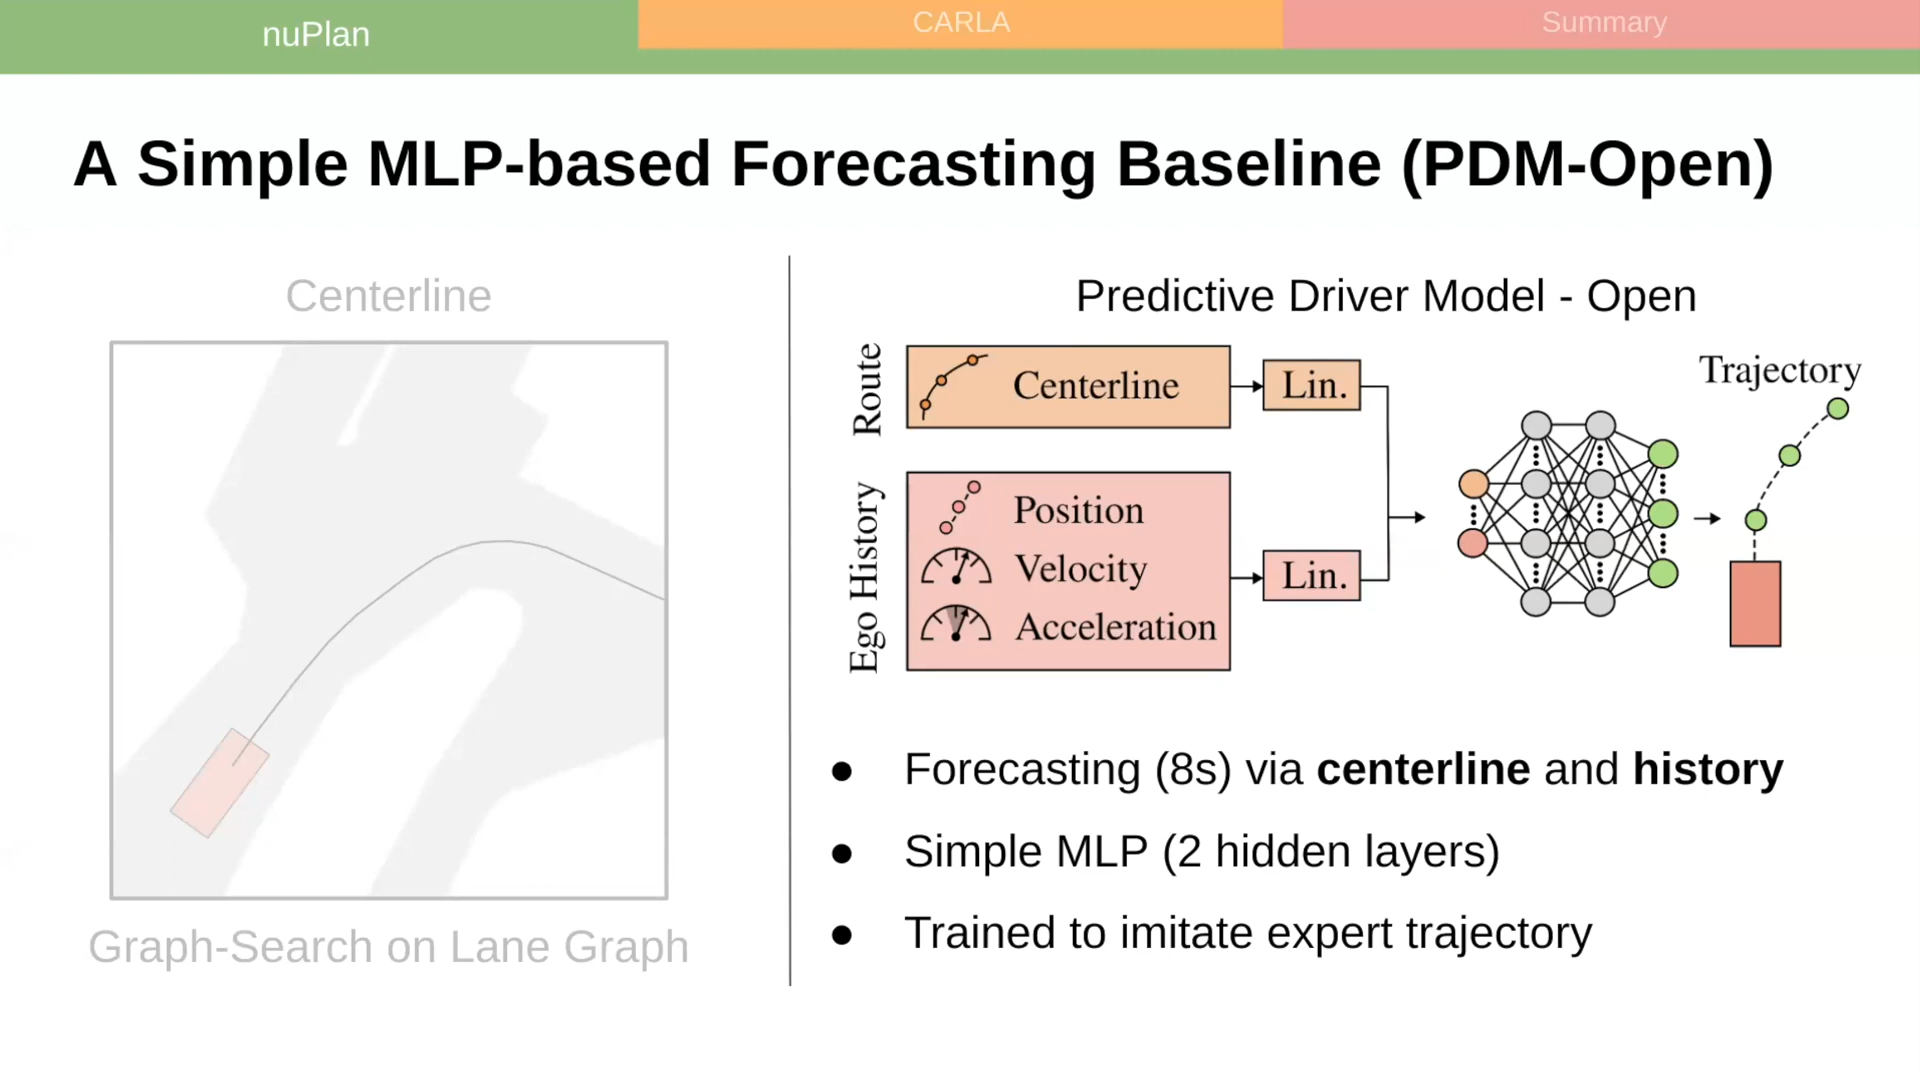 nuPlan
CARLA
Summary
A Simple MLP-based Forecasting Baseline (PDM-Open)
Centerline
Graph-Search on Lane Graph
Predictive Driver Model - Open
Route
Centerline
Lin.
Ego History
Position
Velocity
Acceleration
Lin.
Trajectory
● Forecasting (8s) via centerline and history
● Simple MLP (2 hidden layers)
● Trained to imitate expert trajectory